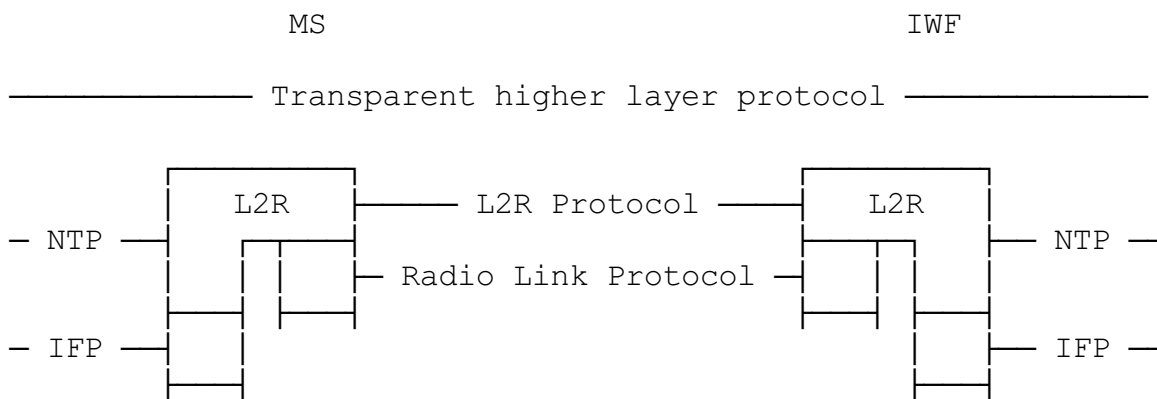 MS IWF
Transparent higher layer protocol
L2R L2R Protocol L2R
NTP NTP
Radio Link Protocol
IFP IFP